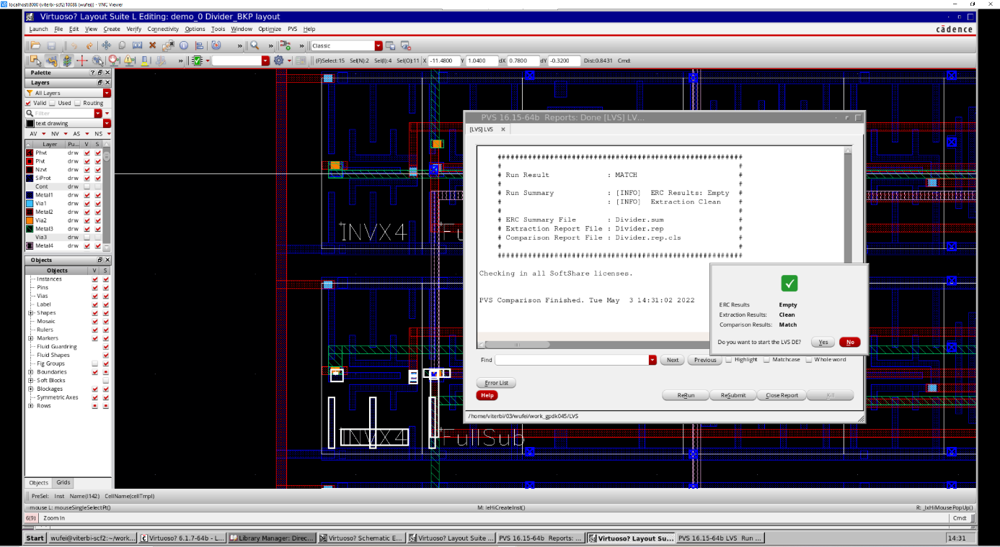 localhost:8000 (viterbi-scf2:10088 (wufei)) - VNC Viewer
Virtuoso? Layout Suite L Editing: demo_0 Divider_BKP layout
Launch File Edit View Create Verify Connectivity Options Tools Window Optimize PVS Help
cādence
Classic
(F)Select:15 Sel(N):2 Sel(I):4 Sel(O):11 X -11.4800 Y 1.0400 dX 0.7800 dY -0.3200 Dist:0.8431 Cmd:
Palette
Layers
All Layers
Valid Used Routing
Filter
text drawing
AV NV AS NS
Layer Pu... V S
Phvt drw
Pivt drw
Nzvt drw
SiProt drw
Cont drw
Metal1 drw
Via1 drw
Metal2 drw
Via2 drw
Metal3 drw
Via3 drw
Metal4 drw
Objects
Objects V S
Instances
Pins
Vias
Label
Shapes
Mosaic
Rulers
Markers
Fluid Guardring
Fluid Shapes
Fig Groups
Boundaries
Soft Blocks
Blockages
Symmetric Axes
Rows
Objects Grids
INVX4 Fu
INVX4 FullSub
PVS 16.15-64b Reports: Done [LVS] LV...
[LVS] LVS
#########################################################
# #
# Run Result : MATCH #
# #
# Run Summary : [INFO] ERC Results: Empty #
# : [INFO] Extraction Clean #
# #
# ERC Summary File : Divider.sum #
# Extraction Report File : Divider.rep #
# Comparison Report File : Divider.rep.cls #
# #
#########################################################
Checking in all SoftShare licenses.
PVS Comparison Finished. Tue May 3 14:31:02 2022
ERC Results Empty
Extraction Results: Clean
Comparison Results: Match
Do you want to start the LVS DE? Yes No
Find Next Previous Highlight Matchcase Whole word
Error List
Help ReRun ReSubmit Close Report Kill
/home/viterbi/03/wufei/work_gpdk045/LVS
PreSel: Inst Name(I142) CellName(cellTmpl)
mouse L: mouseSingleSelectPt() M: leHiCreateInst() R: _lxHiMousePopUp()
6(9) Zoom In Cmd:
Start wufei@viterbi-scf2:~/work... Virtuoso? 6.1.7-64b - L... Library Manager: Direc... Virtuoso? Schematic E... Virtuoso? Layout Suite ... PVS 16.15-64b Reports: ... Virtuoso? Layout Su... PVS 16.15-64b LVS Run ... 14:31